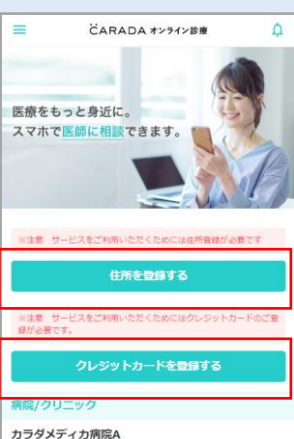 CARADA オンライン診療
医療をもっと身近に。
スマホで医師に相談できます。
※注意 サービスをご利用いただくためには住所登録が必要です
住所を登録する
※注意 サービスをご利用いただくためにはクレジットカードのご登
録が必要です。
クレジットカードを登録する
病院/クリニック
カラダメディカ病院A